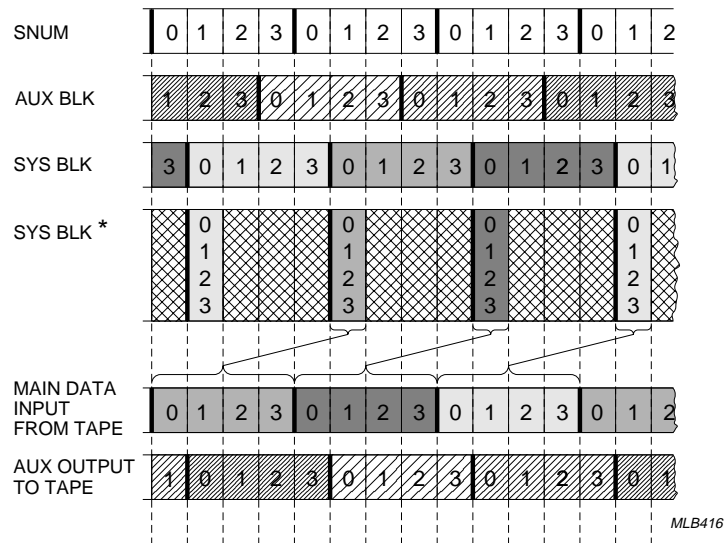 SNUM 0 1 2 3 0 1 2 3 0 1 2 3 0 1 2
AUX BLK 1 2 3 0 1 2 3 0 1 2 3 0 1 2 3
SYS BLK 3 0 1 2 3 0 1 2 3 0 1 2 3 0 1
SYS BLK * 0 0 0 0
1 1 1 1
2 2 2 2
3 3 3 3
MAIN DATA
INPUT
FROM TAPE
0 1 2 3 0 1 2 3 0 1 2 3 0 1 2
AUX OUTPUT
TO TAPE
1 0 1 2 3 0 1 2 3 0 1 2 3 0 1
MLB416